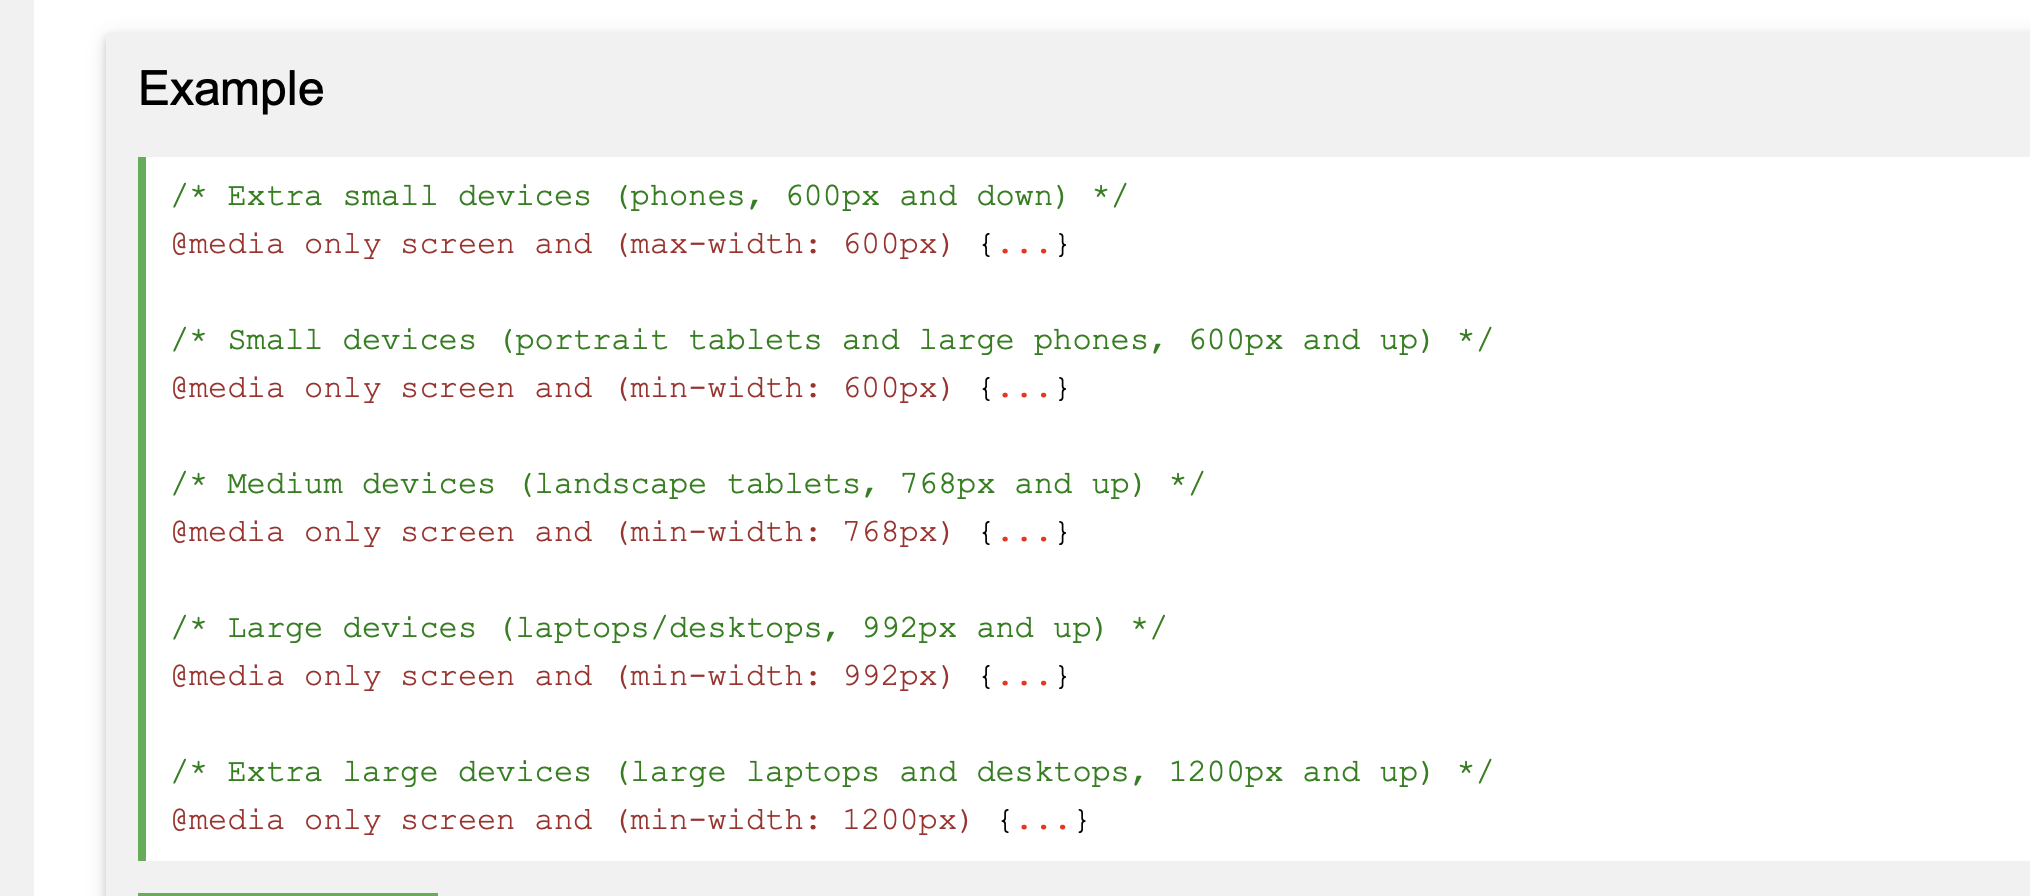 Example
/* Extra small devices (phones, 600px and down) */
@media only screen and (max-width: 600px) {...}
/* Small devices (portrait tablets and large phones, 600px and up) */
@media only screen and (min-width: 600px) {...}
/* Medium devices (landscape tablets, 768px and up) */
@media only screen and (min-width: 768px) {...}
/* Large devices (laptops/desktops, 992px and up) */
@media only screen and (min-width: 992px) {...}
/* Extra large devices (large laptops and desktops, 1200px and up) */
@media only screen and (min-width: 1200px) {...}